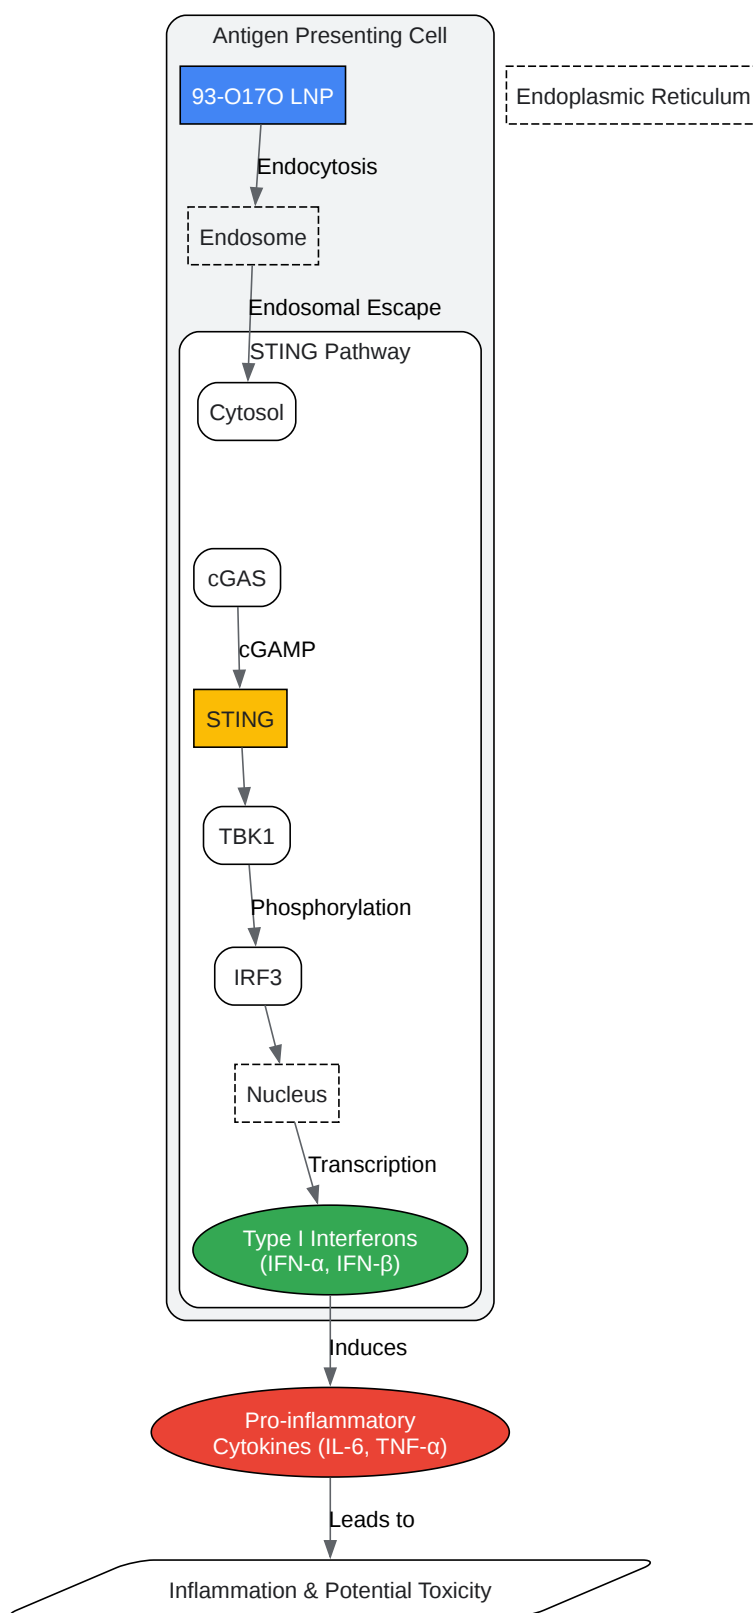 Antigen Presenting Cell
93-O17O LNP
Endoplasmic Reticulum
Endocytosis
Endosome
Endosomal Escape
STING Pathway
Cytosol
cGAS
cGAMP
STING
TBK1
Phosphorylation
IRF3
Nucleus
Transcription
Type I Interferons
(IFN-α, IFN-β)
Induces
Pro-inflammatory
Cytokines (IL-6, TNF-α)
Leads to
Inflammation & Potential Toxicity